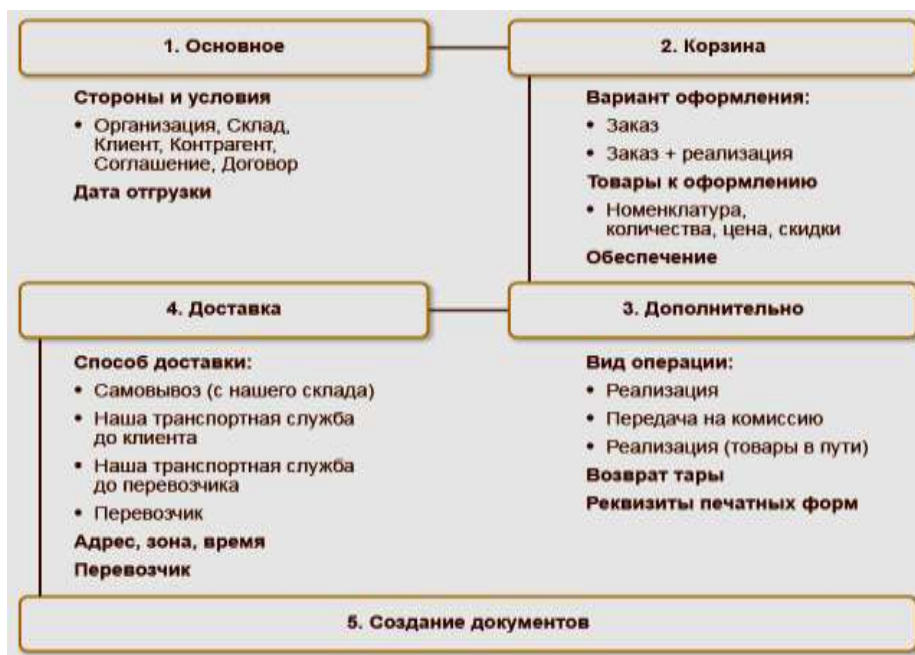 1. Основное
2. Корзина
Стороны и условия
• Организация, Склад,
Клиент, Контрагент,
Соглашение, Договор
Дата отгрузки
Вариант оформления:
• Заказ
• Заказ + реализация
Товары к оформлению
• Номенклатура,
количества, цена, скидки
Обеспечение
4. Доставка
3. Дополнительно
Способ доставки:
• Самовывоз (с нашего склада)
• Наша транспортная служба
до клиента
• Наша транспортная служба
до перевозчика
• Перевозчик
Адрес, зона, время
Перевозчик
Вид операции:
• Реализация
• Передача на комиссию
• Реализация (товары в пути)
Возврат тары
Реквизиты печатных форм
5. Создание документов